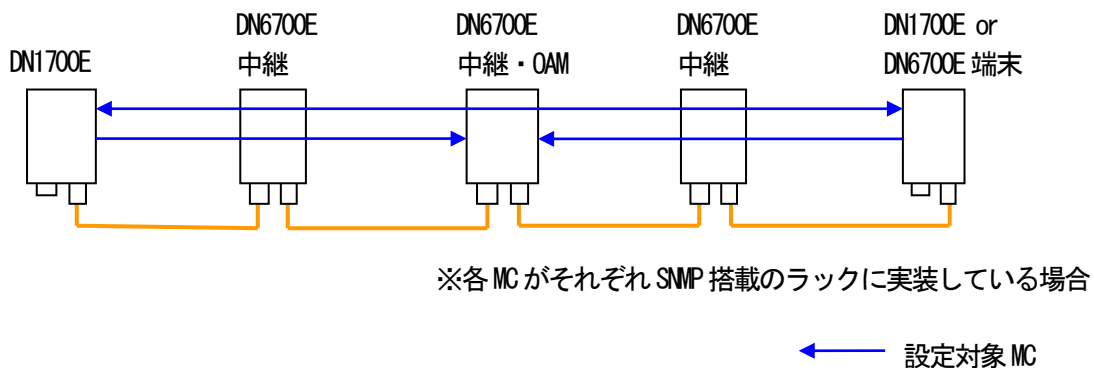 DN1700E
DN6700E
中継
DN6700E
中継・OAM
DN6700E
中継
DN1700E or
DN6700E 端末
※各 MC がそれぞれ SNMP 搭載のラックに実装している場合
設定対象 MC